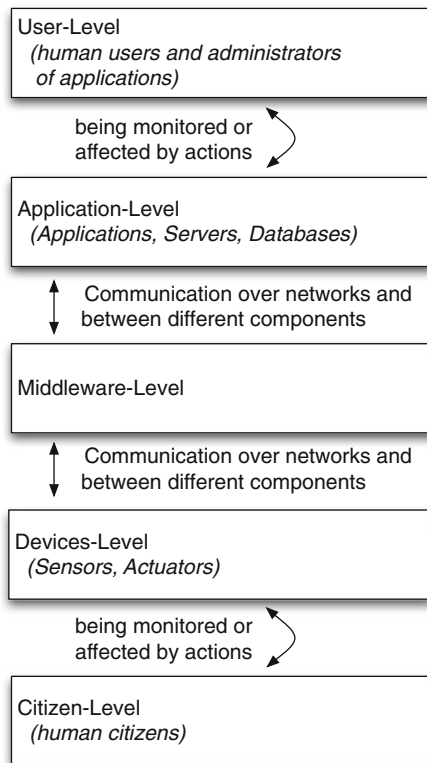 User-Level
(human users and administrators
of applications)
being monitored or
affected by actions
Application-Level
(Applications, Servers, Databases)
Communication over networks and
between different components
Middleware-Level
Communication over networks and
between different components
Devices-Level
(Sensors, Actuators)
being monitored or
affected by actions
Citizen-Level
(human citizens)